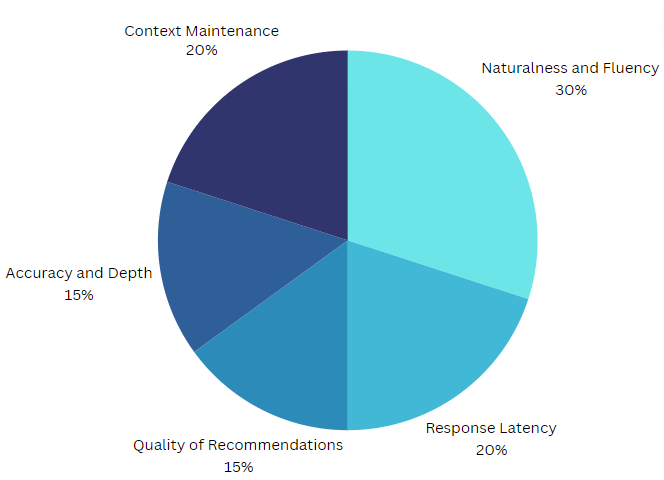 Context Maintenance
20%
Naturalness and Fluency
30%
Accuracy and Depth
15%
Response Latency
20%
Quality of Recommendations
15%